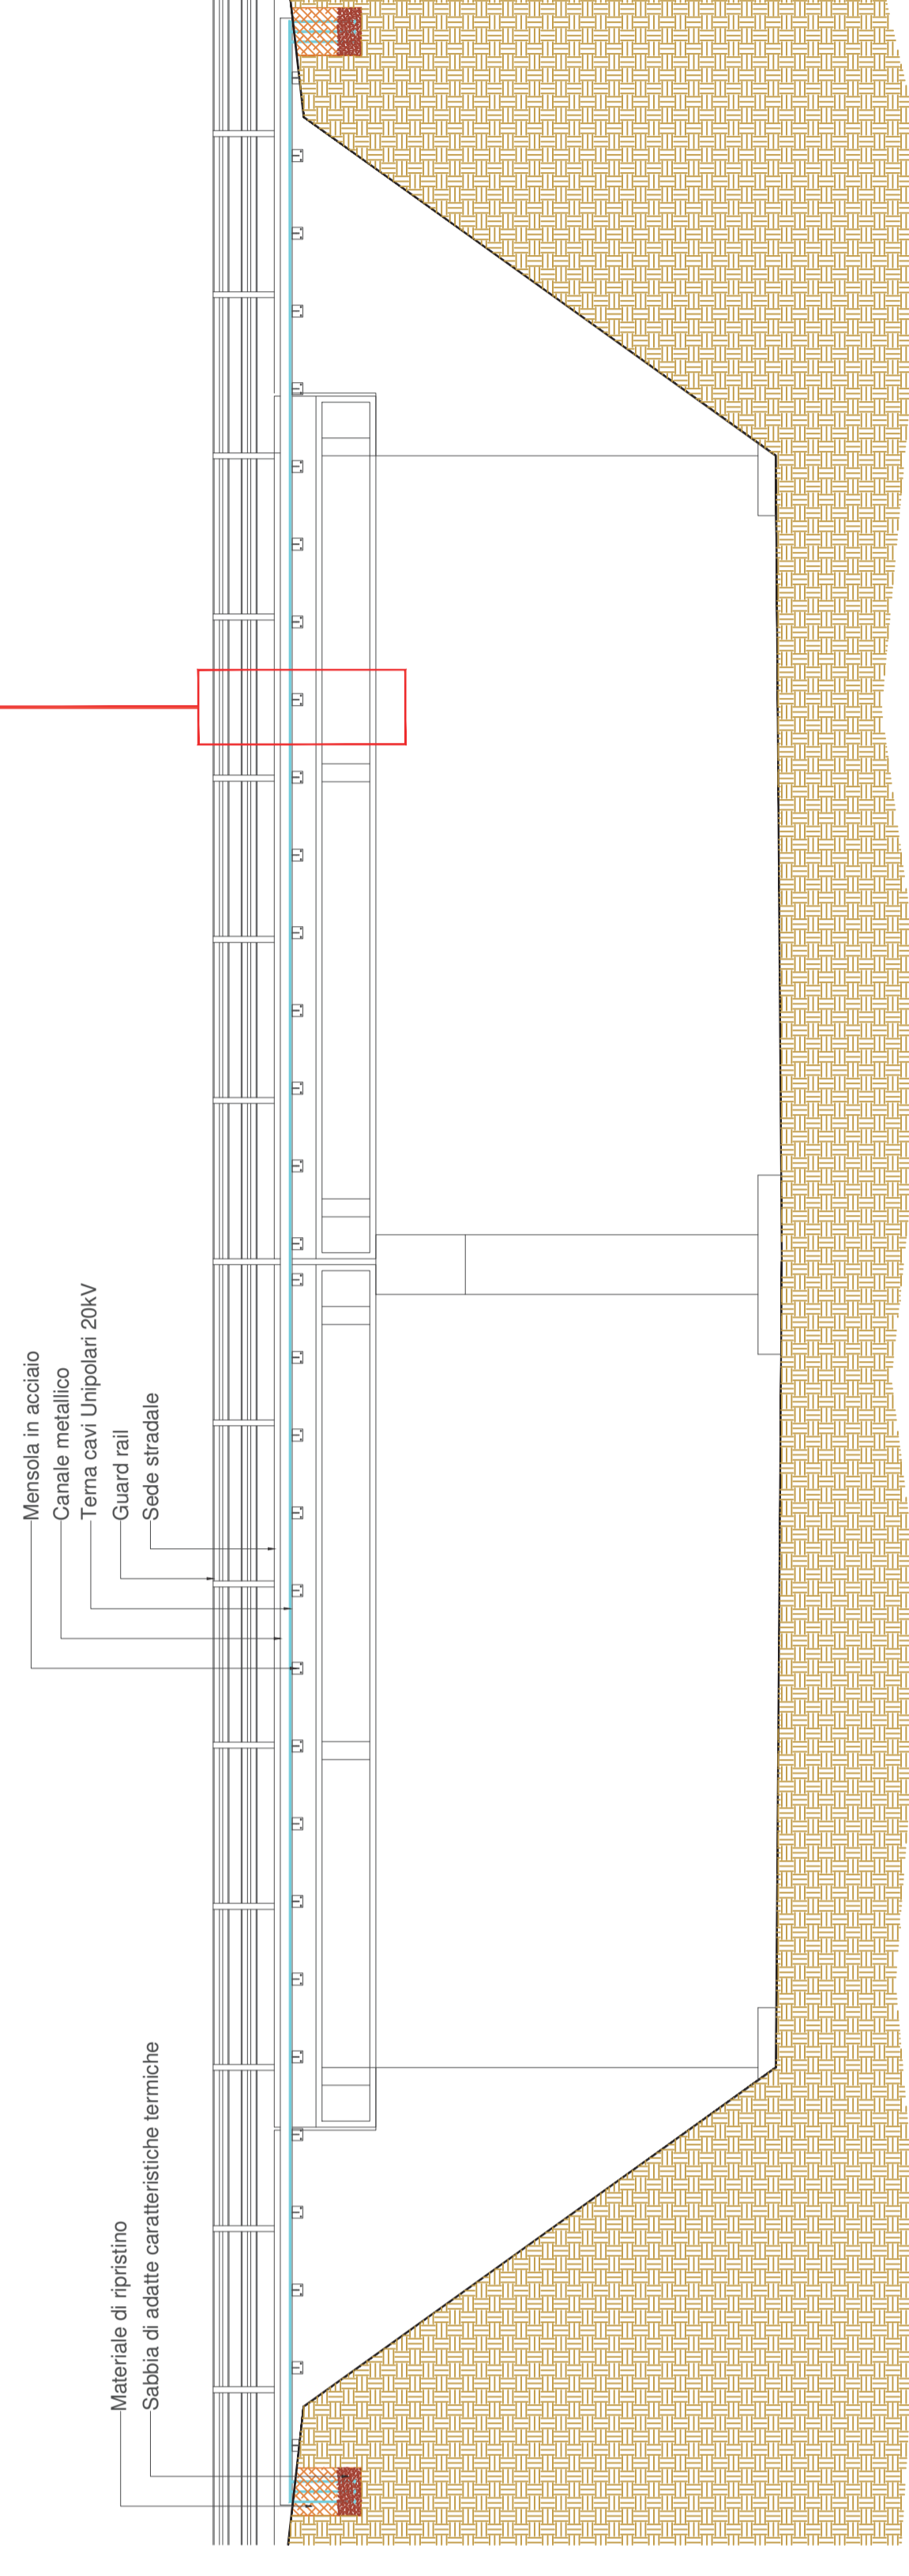 Mensola in acciaio
Canale metallico
Terna cavi Unipolari 20kV
Guard rail
Sede stradale
Materiale di ripristino
Sabbia di adatte caratteristiche termiche